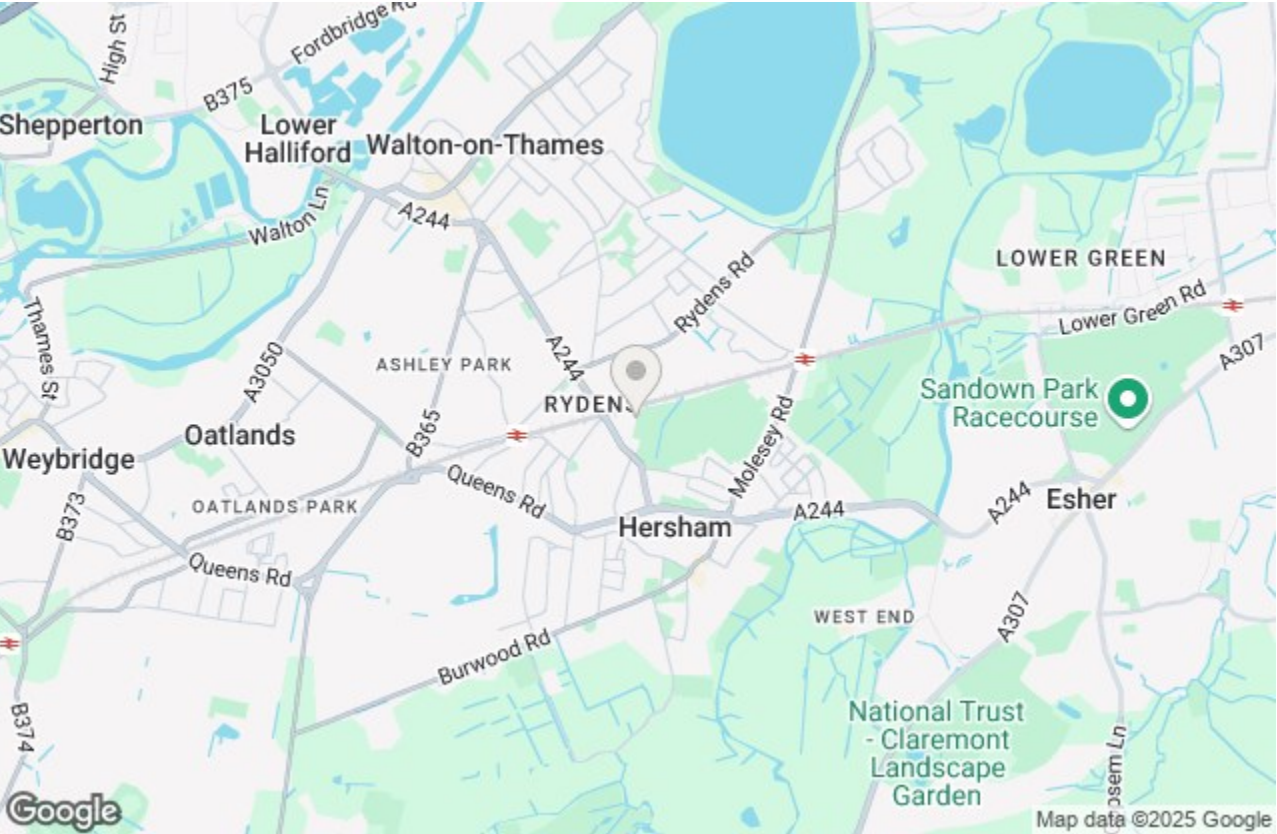 High St
Fordbridge Rd
B375
Shepperton
Lower
Halliford
Walton-on-Thames
Walton Ln
A244
LOWER GREEN
Rydens Rd
Lower Green Rd
Thames St
A3050
ASHLEY PARK
A244
A307
Sandown Park
Racecourse
RYDENS
B365
Oatlands
Weybridge
Molesey Rd
Queens Rd
OATLANDS PARK
B373
A244
A244
Esher
Hersham
Queens Rd
A307
WEST END
Burwood Rd
B374
National Trust
- Claremont
Landscape
Garden
Google
Map data ©2025 Google